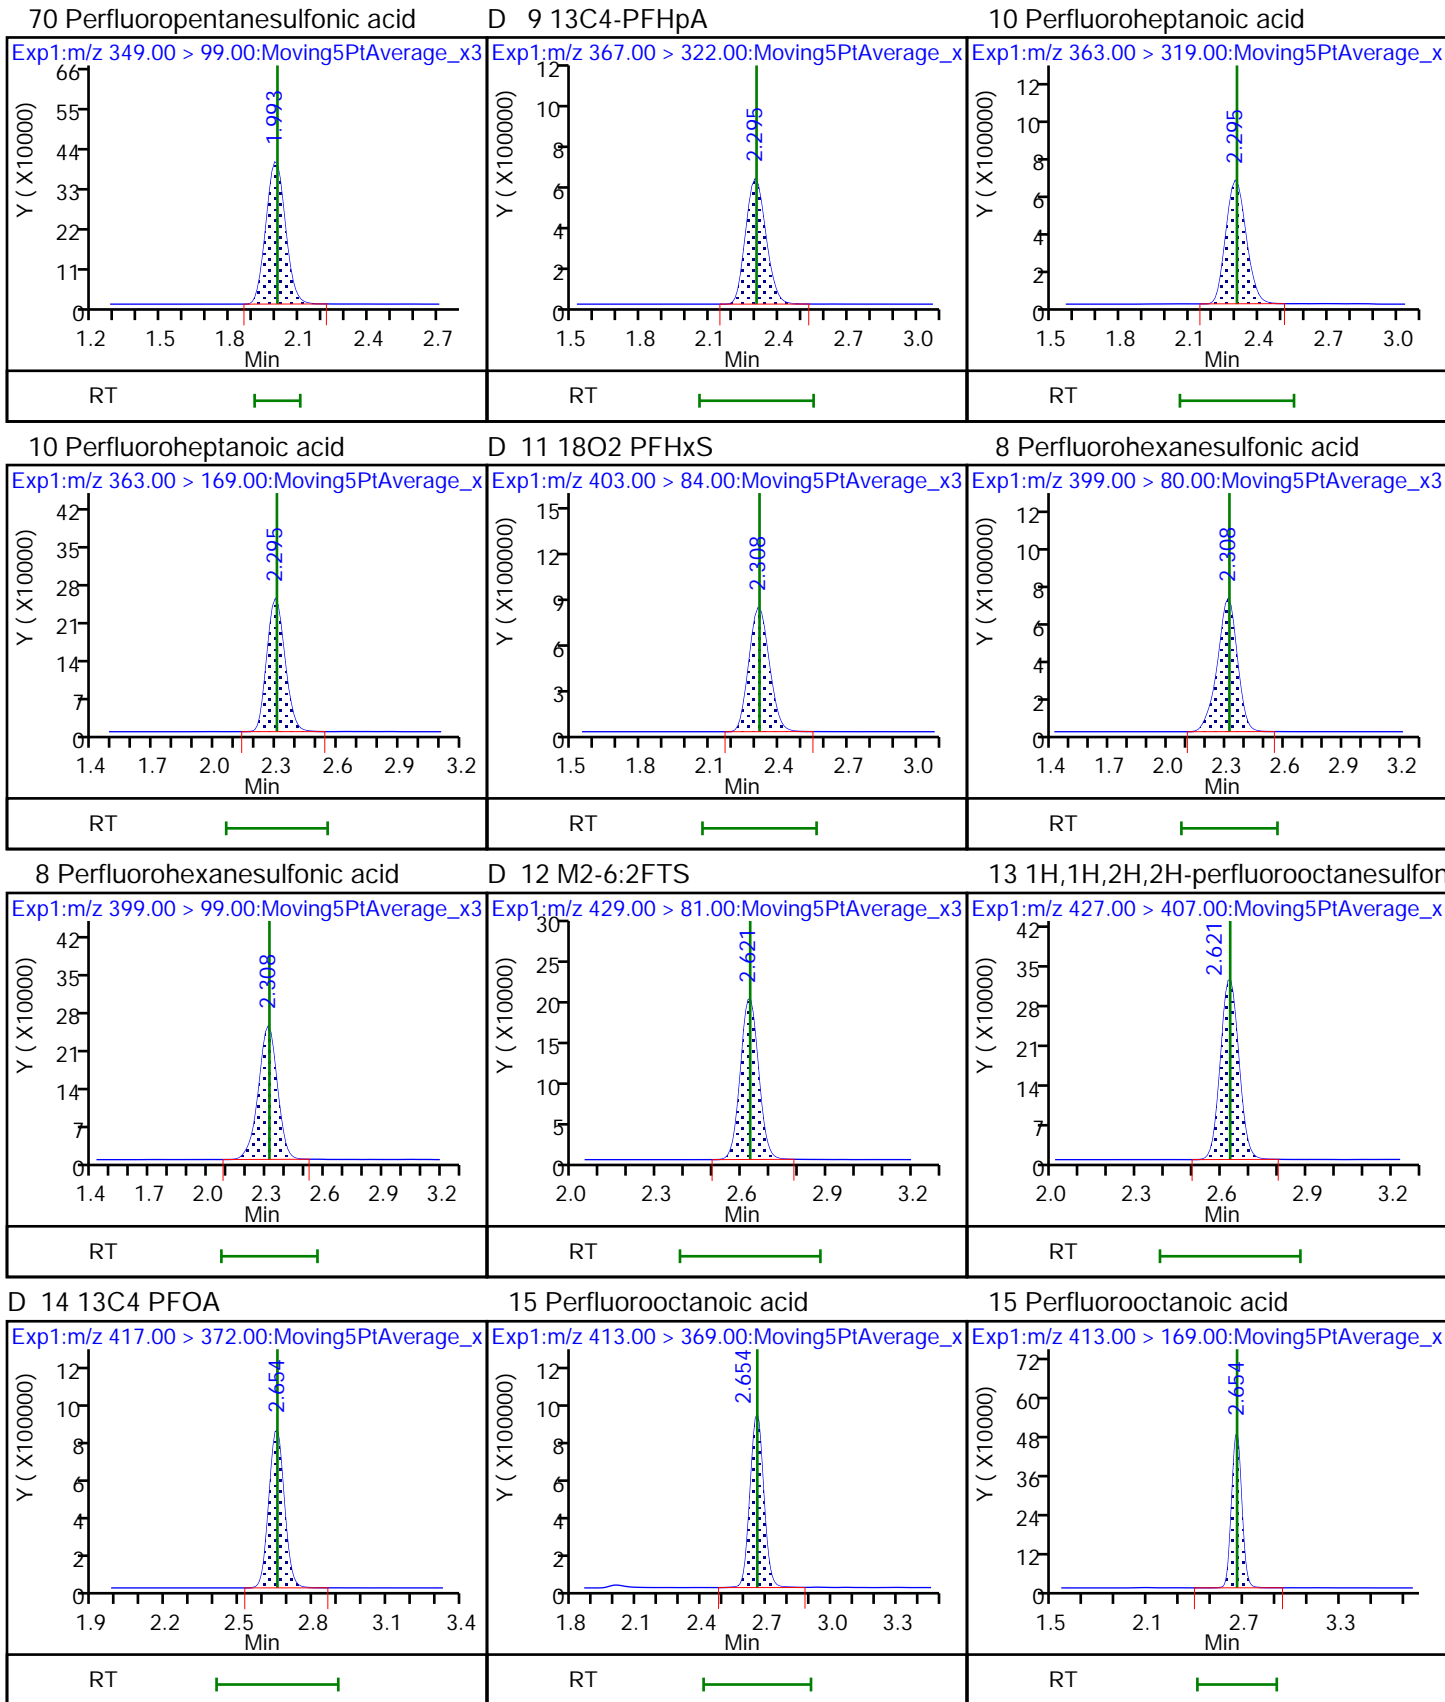 70 Perfluoropentanesulfonic acid
Exp1:m/z 349.00 > 99.00:Moving5PtAverage_x3
Y ( X10000)
66
55
44
33
22
11
0
1.993
1.2 1.5 1.8 2.1 2.4 2.7
Min
RT
D 9 13C4-PFHpA
Exp1:m/z 367.00 > 322.00:Moving5PtAverage_x
Y ( X100000)
12
10
8
6
4
2
0
2.295
1.5 1.8 2.1 2.4 2.7 3.0
Min
RT
10 Perfluoroheptanoic acid
Exp1:m/z 363.00 > 319.00:Moving5PtAverage_x
Y ( X100000)
12
10
8
6
4
2
0
2.295
1.5 1.8 2.1 2.4 2.7 3.0
Min
RT
10 Perfluoroheptanoic acid
Exp1:m/z 363.00 > 169.00:Moving5PtAverage_x
Y ( X10000)
42
35
28
21
14
7
0
2.295
1.4 1.7 2.0 2.3 2.6 2.9 3.2
Min
RT
D 11 18O2 PFHxS
Exp1:m/z 403.00 > 84.00:Moving5PtAverage_x3
Y ( X100000)
15
12
9
6
3
0
2.308
1.5 1.8 2.1 2.4 2.7 3.0
Min
RT
8 Perfluorohexanesulfonic acid
Exp1:m/z 399.00 > 80.00:Moving5PtAverage_x3
Y ( X100000)
12
10
8
6
4
2
0
2.308
1.4 1.7 2.0 2.3 2.6 2.9 3.2
Min
RT
8 Perfluorohexanesulfonic acid
Exp1:m/z 399.00 > 99.00:Moving5PtAverage_x3
Y ( X10000)
42
35
28
21
14
7
0
2.308
1.4 1.7 2.0 2.3 2.6 2.9 3.2
Min
RT
D 12 M2-6:2FTS
Exp1:m/z 429.00 > 81.00:Moving5PtAverage_x3
Y ( X10000)
30
25
20
15
10
5
0
2.621
2.0 2.3 2.6 2.9 3.2
Min
RT
13 1H,1H,2H,2H-perfluorooctanesulfon
Exp1:m/z 427.00 > 407.00:Moving5PtAverage_x
Y ( X10000)
42
35
28
21
14
7
0
2.621
2.0 2.3 2.6 2.9 3.2
Min
RT
D 14 13C4 PFOA
Exp1:m/z 417.00 > 372.00:Moving5PtAverage_x
Y ( X100000)
12
10
8
6
4
2
0
2.654
1.9 2.2 2.5 2.8 3.1 3.4
Min
RT
15 Perfluorooctanoic acid
Exp1:m/z 413.00 > 369.00:Moving5PtAverage_x
Y ( X100000)
12
10
8
6
4
2
0
2.654
1.8 2.1 2.4 2.7 3.0 3.3
Min
RT
15 Perfluorooctanoic acid
Exp1:m/z 413.00 > 169.00:Moving5PtAverage_x
Y ( X10000)
72
60
48
36
24
12
0
2.654
1.5 2.1 2.7 3.3
Min
RT